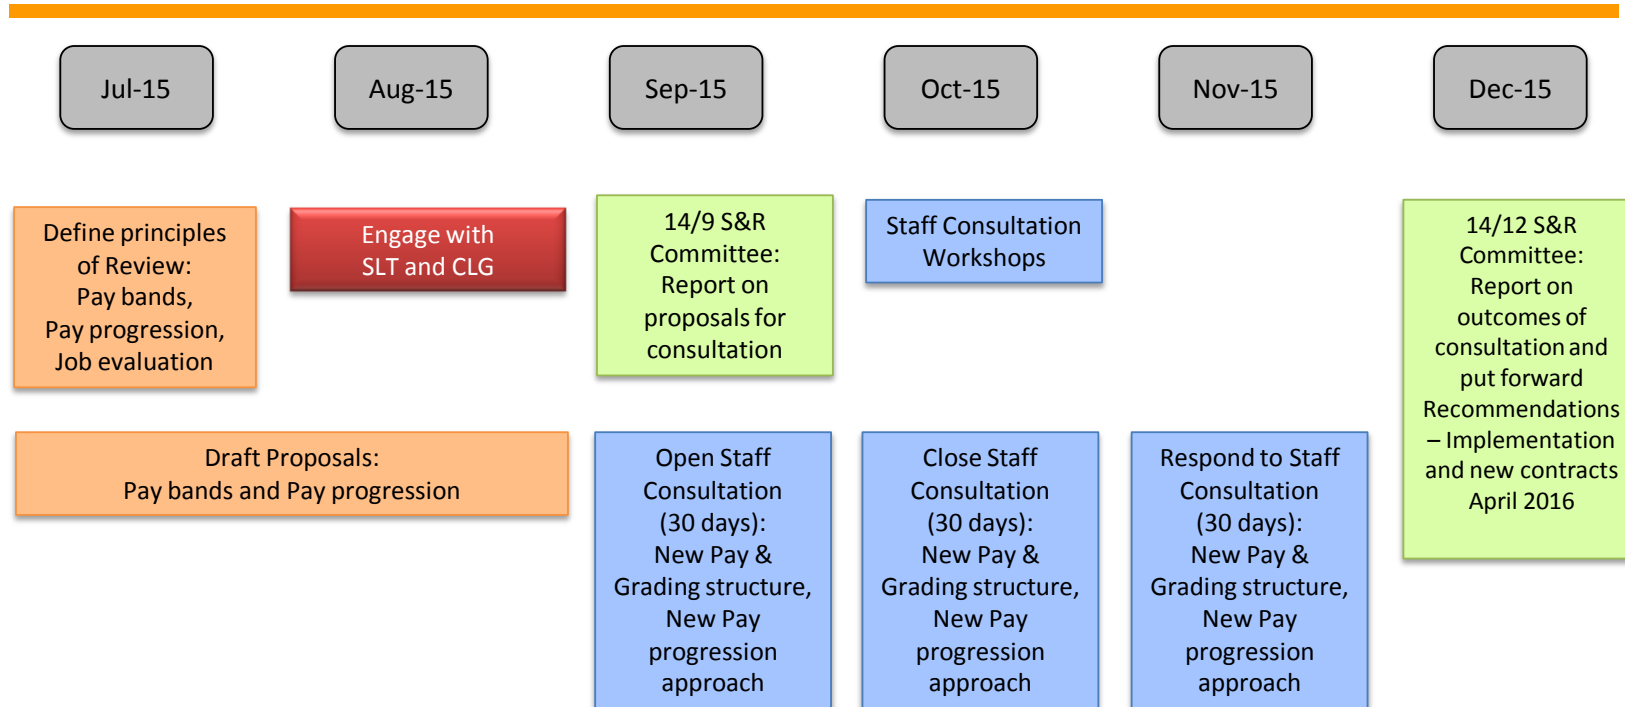 Jul-15
Aug-15
Sep-15
Oct-15
Nov-15
Dec-15
Define principles
of Review:
Pay bands,
Pay progression,
Job evaluation
Engage with
SLT and CLG
14/9 S&R
Committee:
Report on
proposals for
consultation
Staff Consultation
Workshops
14/12 S&R
Committee:
Report on
outcomes of
consultation and
put forward
Recommendations
– Implementation
and new contracts
April 2016
Draft Proposals:
Pay bands and Pay progression
Open Staff
Consultation
(30 days):
New Pay &
Grading structure,
New Pay
progression
approach
Close Staff
Consultation
(30 days):
New Pay &
Grading structure,
New Pay
progression
approach
Respond to Staff
Consultation
(30 days):
New Pay &
Grading structure,
New Pay
progression
approach